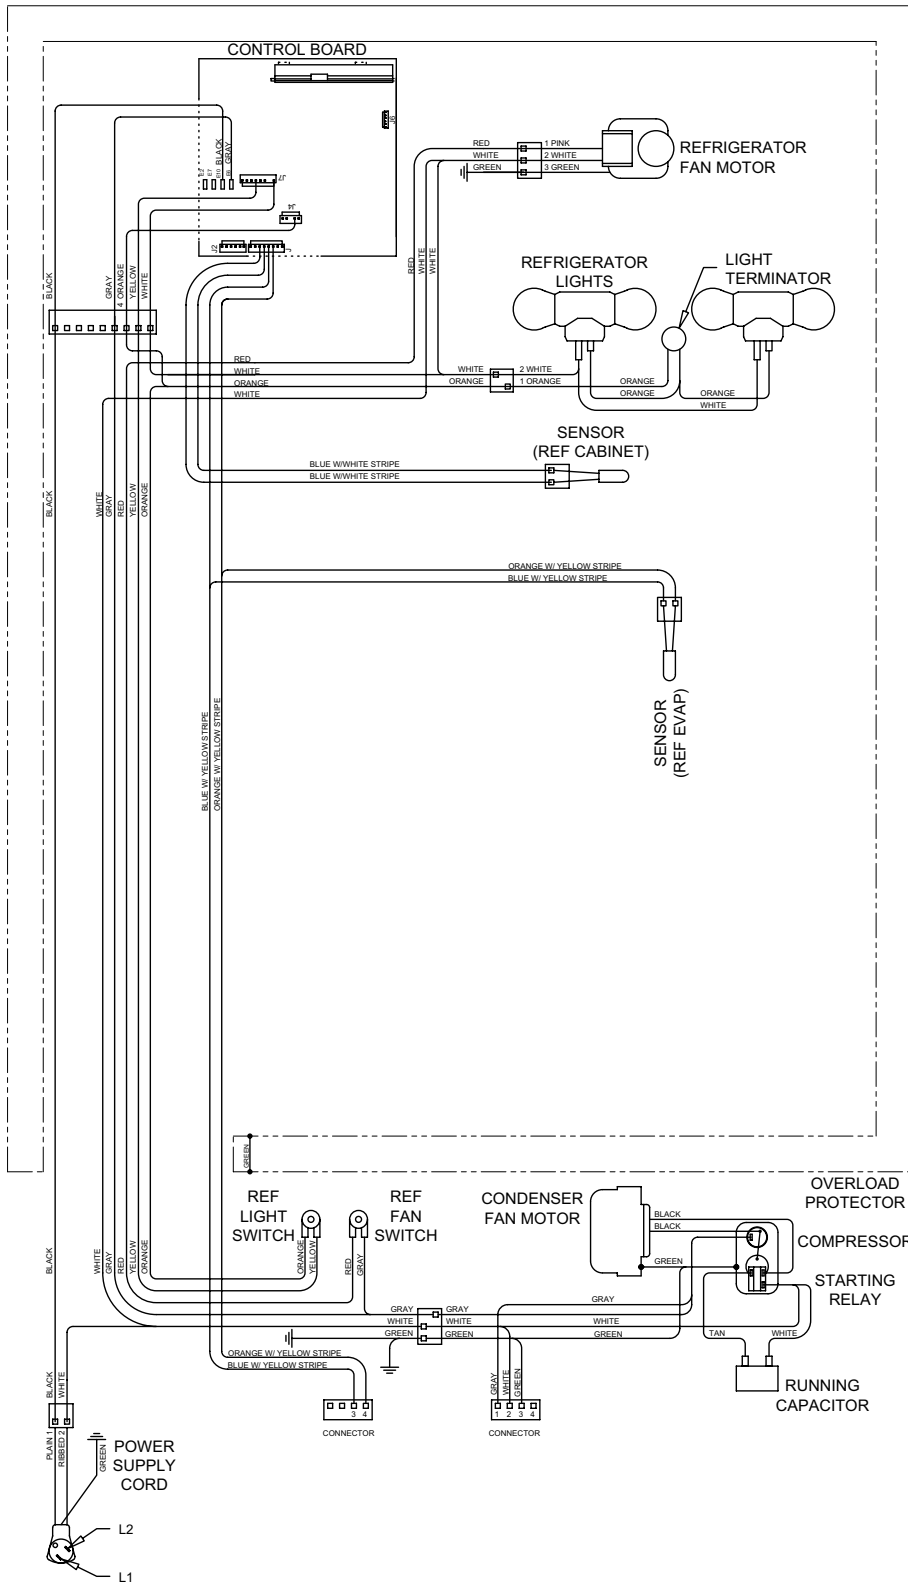 CONTROL BOARD
J6
BLACK
GRAY
E10
E7
J7
J4
J2
J
RED
WHITE
GREEN
1 PINK
2 WHITE
3 GREEN
REFRIGERATOR
FAN MOTOR
BLACK
GRAY
4 ORANGE
YELLOW
WHITE
RED
WHITE
WHITE
REFRIGERATOR
LIGHTS
LIGHT
TERMINATOR
RED
WHITE
ORANGE
WHITE
WHITE
ORANGE
2 WHITE
1 ORANGE
ORANGE
ORANGE
ORANGE
WHITE
SENSOR
(REF CABINET)
BLUE W/WHITE STRIPE
BLUE W/WHITE STRIPE
BLACK
WHITE
GRAY
RED
YELLOW
ORANGE
ORANGE W/ YELLOW STRIPE
BLUE W/ YELLOW STRIPE
SENSOR
(REF EVAP)
BLUE W/ YELLOW STRIPE
ORANGE W/ YELLOW STRIPE
GREEN
REF
LIGHT
SWITCH
REF
FAN
SWITCH
CONDENSER
FAN MOTOR
OVERLOAD
PROTECTOR
COMPRESSOR
STARTING
RELAY
BLACK
BLACK
GREEN
BLACK
WHITE
GRAY
RED
YELLOW
ORANGE
ORANGE
YELLOW
RED
GRAY
GRAY
GRAY
WHITE
GREEN
GRAY
WHITE
GREEN
WHITE
GREEN
TAN
WHITE
ORANGE W/ YELLOW STRIPE
BLUE W/ YELLOW STRIPE
RUNNING
CAPACITOR
BLACK
WHITE
3 4
CONNECTOR
GRAY
WHITE
GREEN
1 2 3 4
CONNECTOR
PLAIN 1
RIBBED 2
GREEN
POWER
SUPPLY
CORD
L2
L1